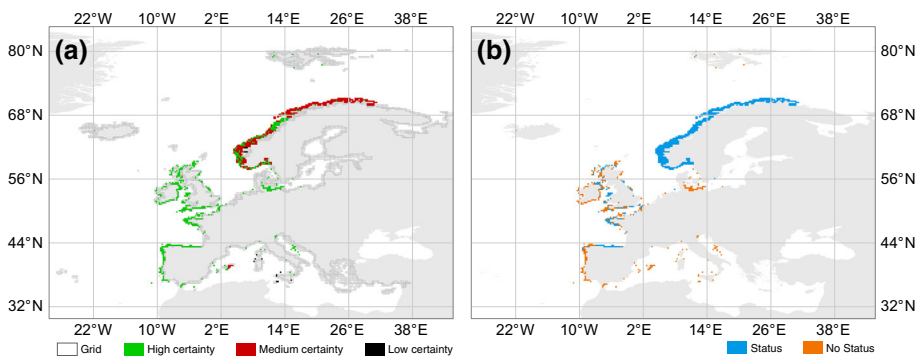 22°W 10°W 2°E 14°E 26°E 38°E 22°W 10°W 2°E 14°E 26°E 38°E
(a) (b)
80°N 80°N
68°N 68°N
56°N 56°N
44°N 44°N
32°N 32°N
22°W 10°W 2°E 14°E 26°E 38°E 22°W 10°W 2°E 14°E 26°E 38°E
Grid High certainty Medium certainty Low certainty Status No Status